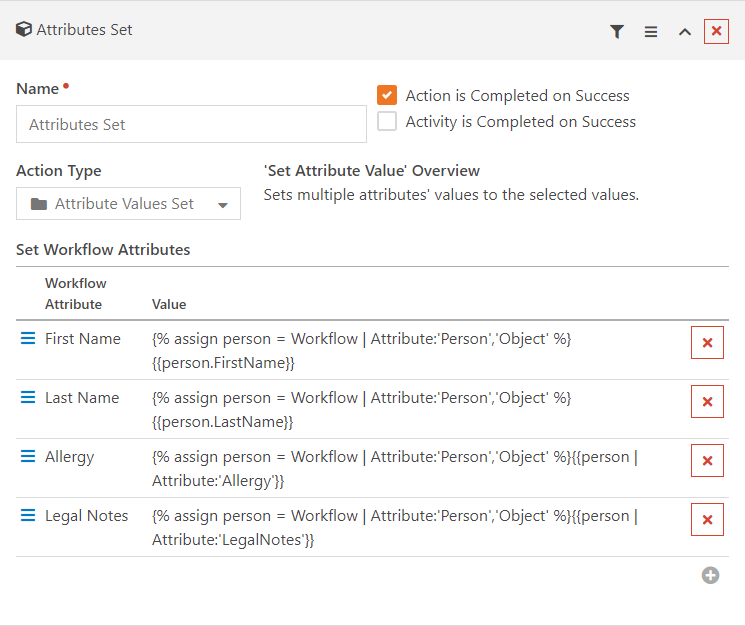 Attributes Set
Name
Attributes Set
Action is Completed on Success
Activity is Completed on Success
Action Type
Attribute Values Set
'Set Attribute Value' Overview
Sets multiple attributes' values to the selected values.
Set Workflow Attributes
Workflow
Attribute
Value
First Name
{% assign person = Workflow | Attribute:'Person','Object' %}
{{person.FirstName}}
Last Name
{% assign person = Workflow | Attribute:'Person','Object' %}
{{person.LastName}}
Allergy
{% assign person = Workflow | Attribute:'Person','Object' %}{{person |
Attribute:'Allergy'}}
Legal Notes
{% assign person = Workflow | Attribute:'Person','Object' %}{{person |
Attribute:'LegalNotes'}}